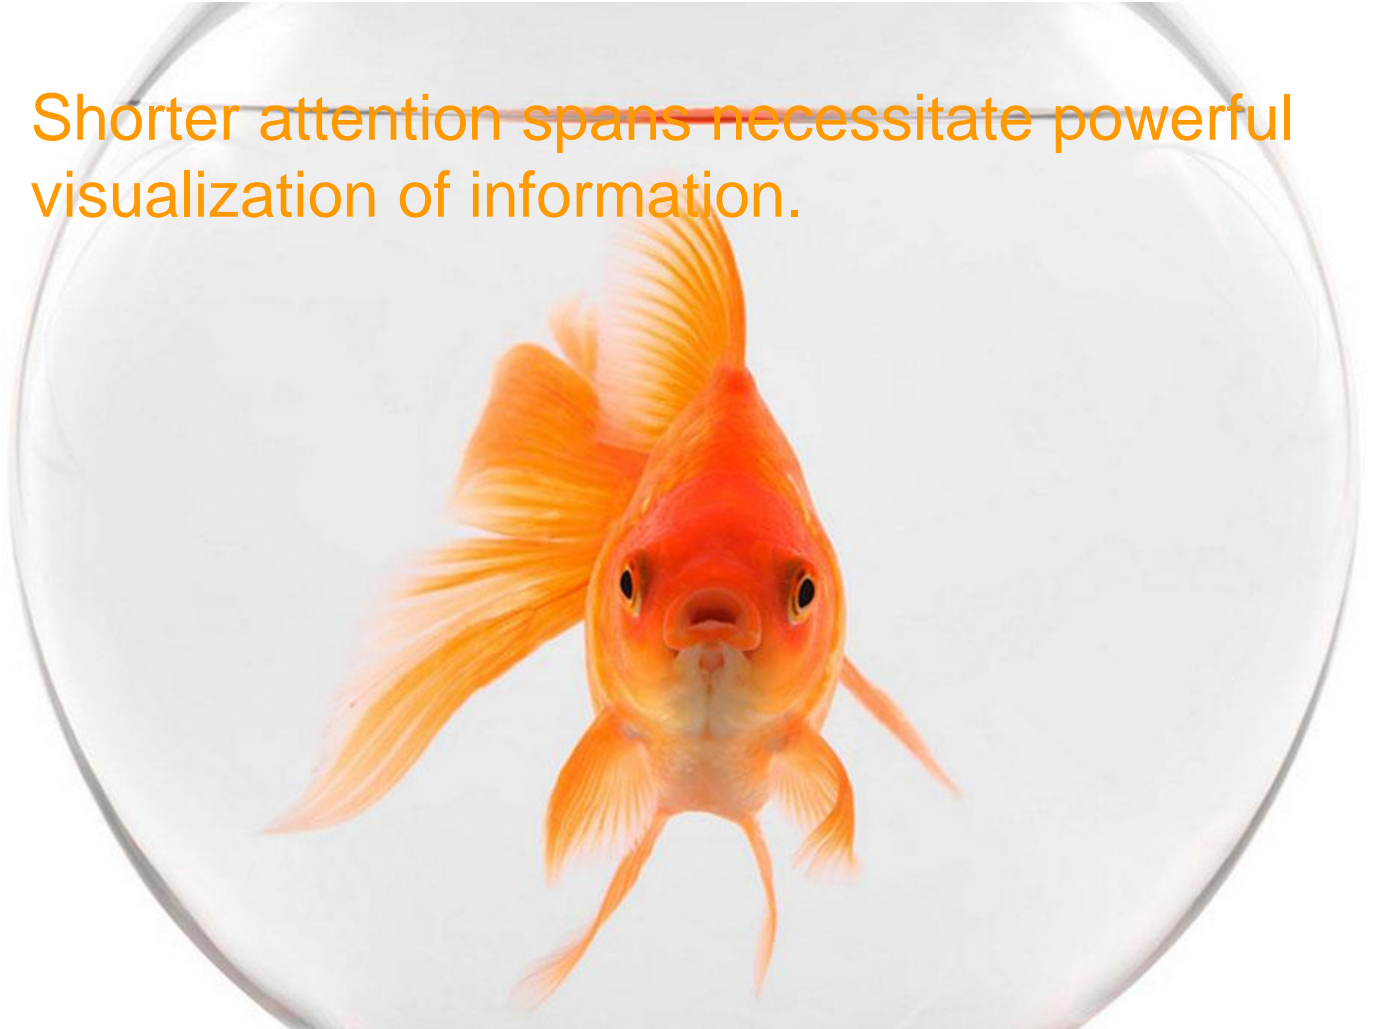 Shorter attention spans necessitate powerful
visualization of information.